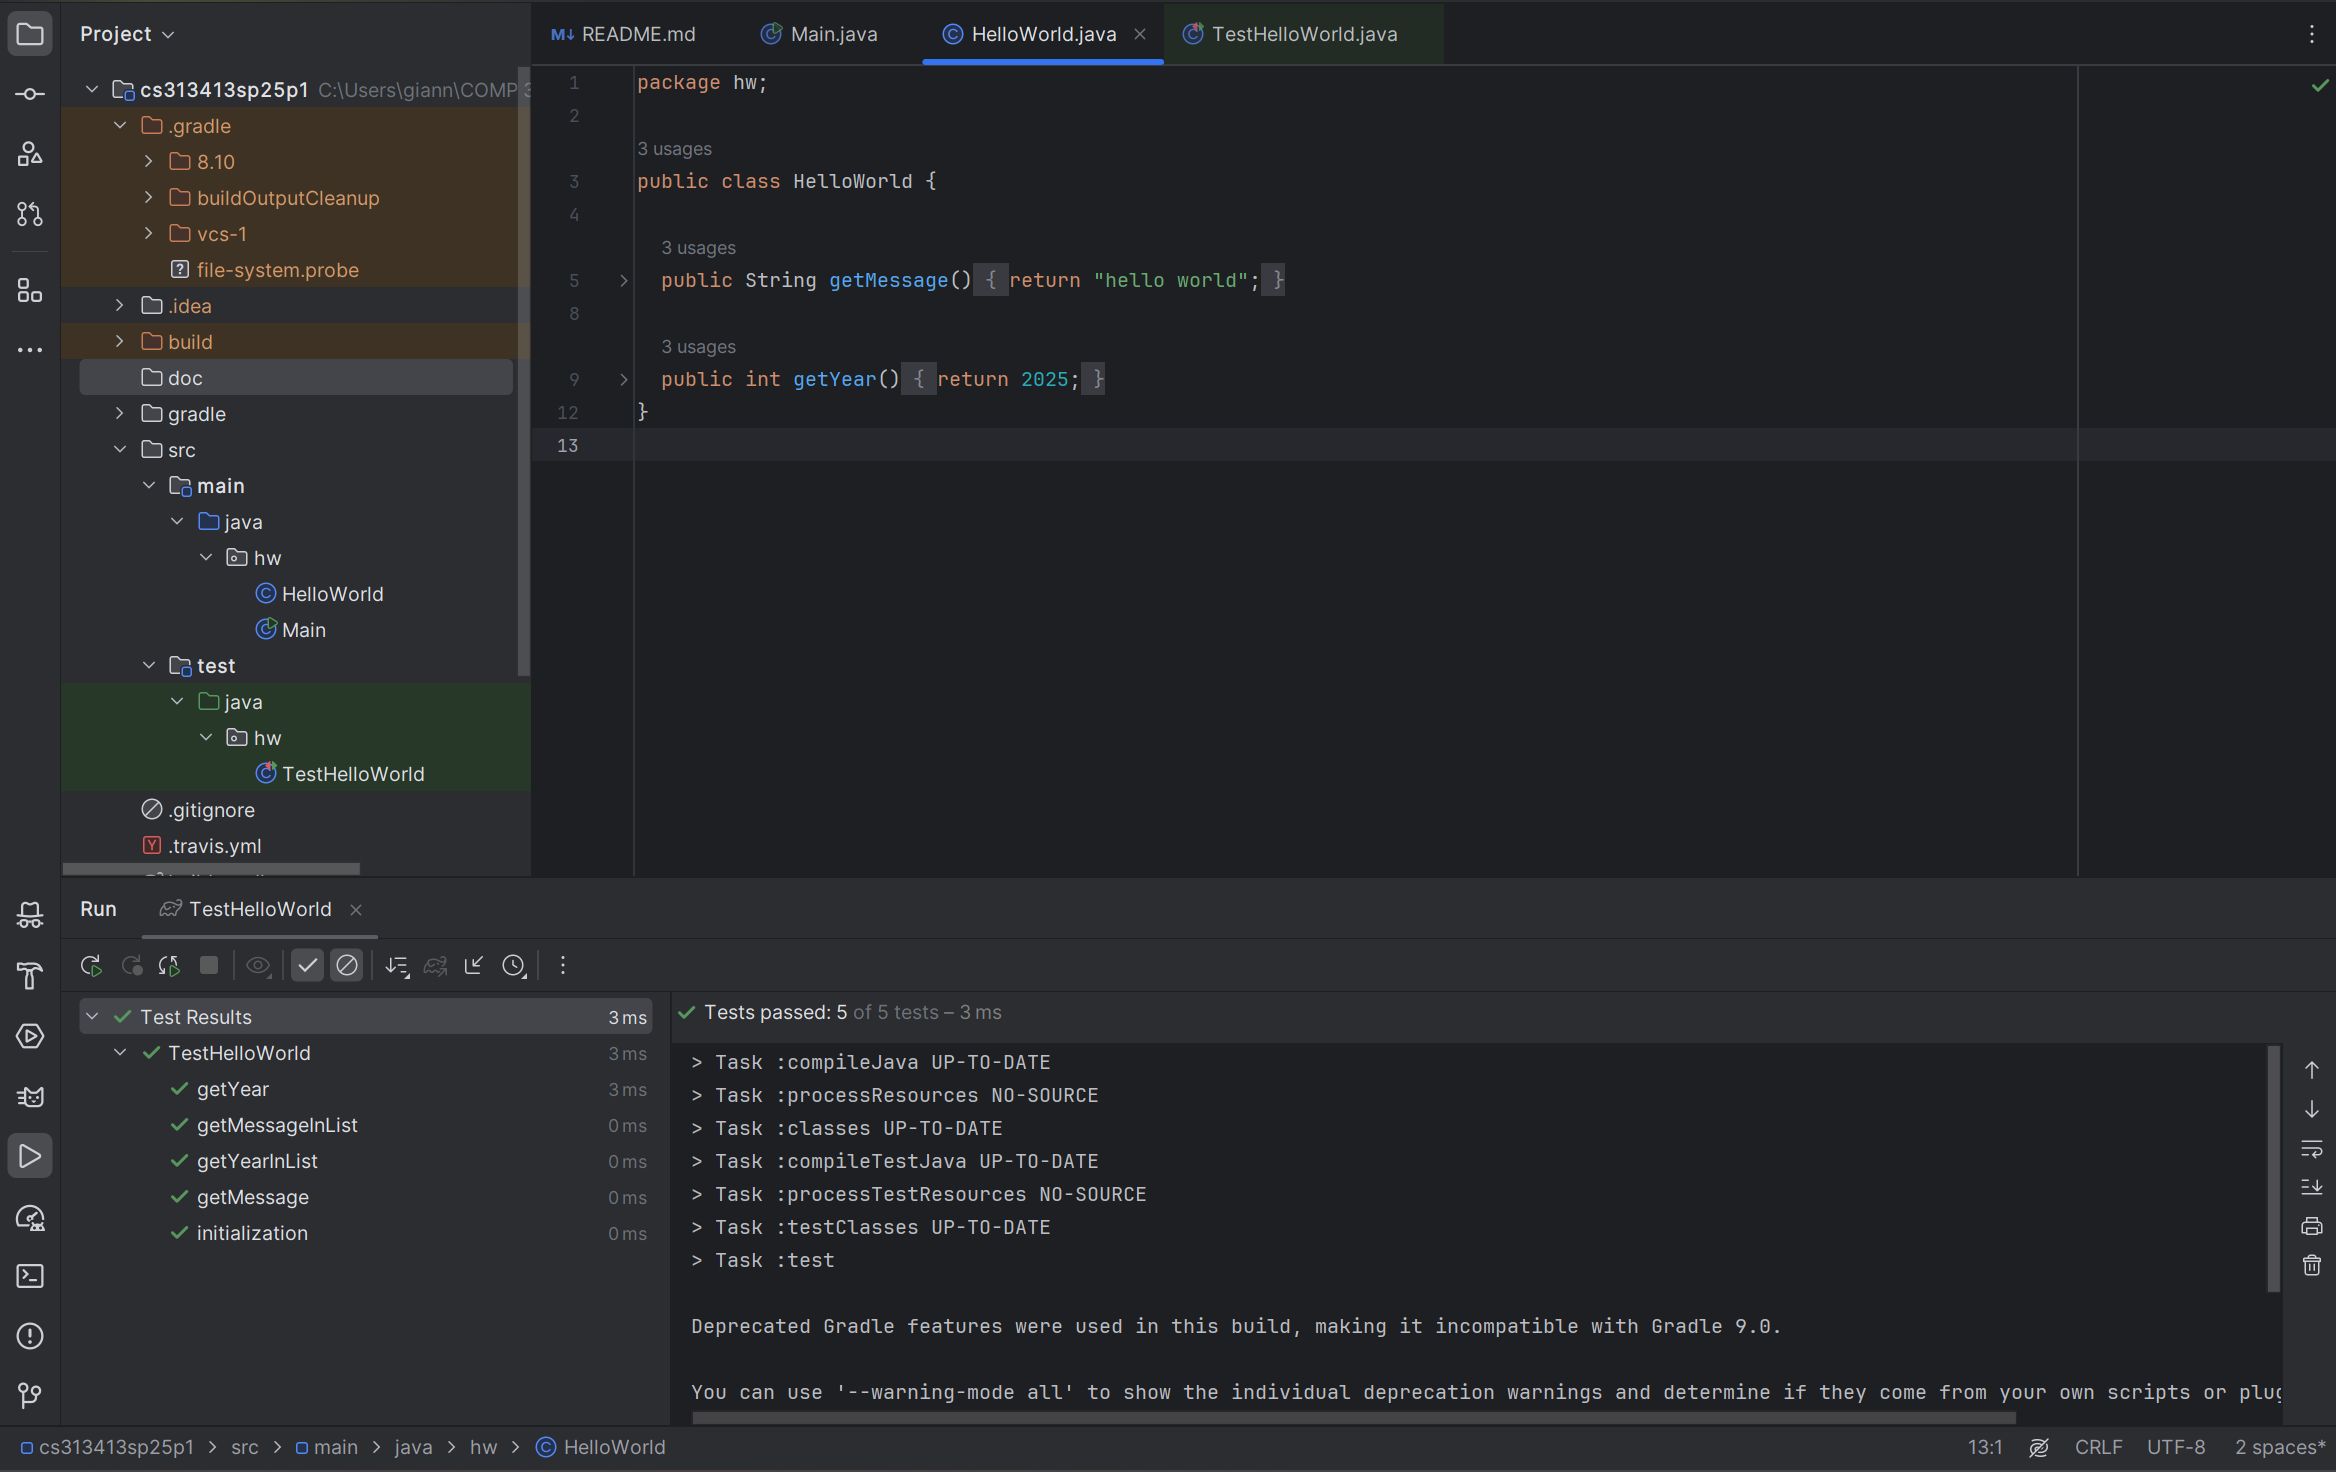 Project
README.md
Main.java
HelloWorld.java
TestHelloWorld.java
cs313413sp25p1 C:\Users\giann\COMP 3
.gradle
8.10
buildOutputCleanup
vcs-1
file-system.probe
.idea
build
doc
gradle
src
main
java
hw
HelloWorld
Main
test
java
hw
TestHelloWorld
.gitignore
.travis.yml
1 package hw;
2
3 usages
3 public class HelloWorld {
4
3 usages
5 public String getMessage() { return "hello world"; }
8
3 usages
9 public int getYear() { return 2025; }
12 }
13
Run TestHelloWorld
Test Results 3 ms
TestHelloWorld 3 ms
getYear 3 ms
getMessageInList 0 ms
getYearInList 0 ms
getMessage 0 ms
initialization 0 ms
Tests passed: 5 of 5 tests – 3 ms
> Task :compileJava UP-TO-DATE
> Task :processResources NO-SOURCE
> Task :classes UP-TO-DATE
> Task :compileTestJava UP-TO-DATE
> Task :processTestResources NO-SOURCE
> Task :testClasses UP-TO-DATE
> Task :test
Deprecated Gradle features were used in this build, making it incompatible with Gradle 9.0.
You can use '--warning-mode all' to show the individual deprecation warnings and determine if they come from your own scripts or plug
cs313413sp25p1 > src > main > java > hw > HelloWorld
13:1 CRLF UTF-8 2 spaces*